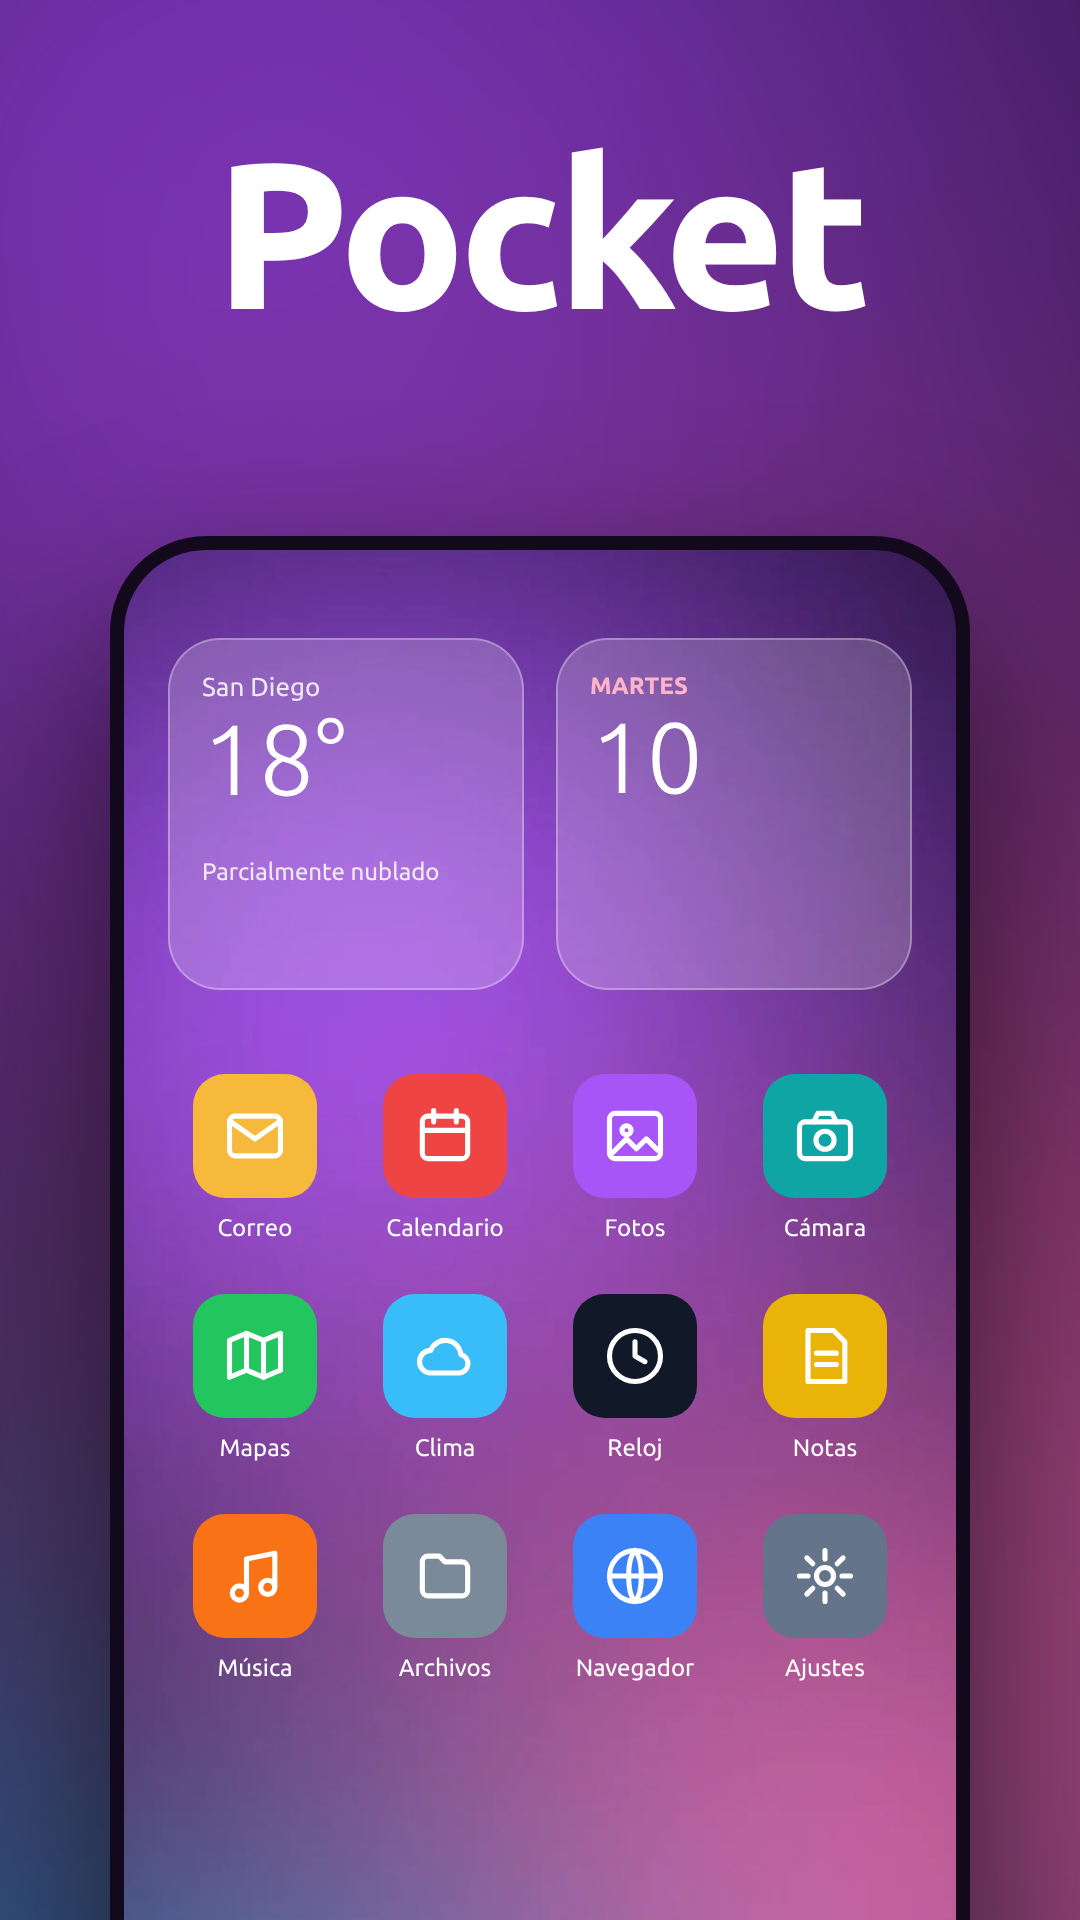 Pocket
San Diego
18°
Parcialmente nublado
MARTES
10
Correo
Calendario
Fotos
Cámara
Mapas
Clima
Reloj
Notas
Música
Archivos
Navegador
Ajustes